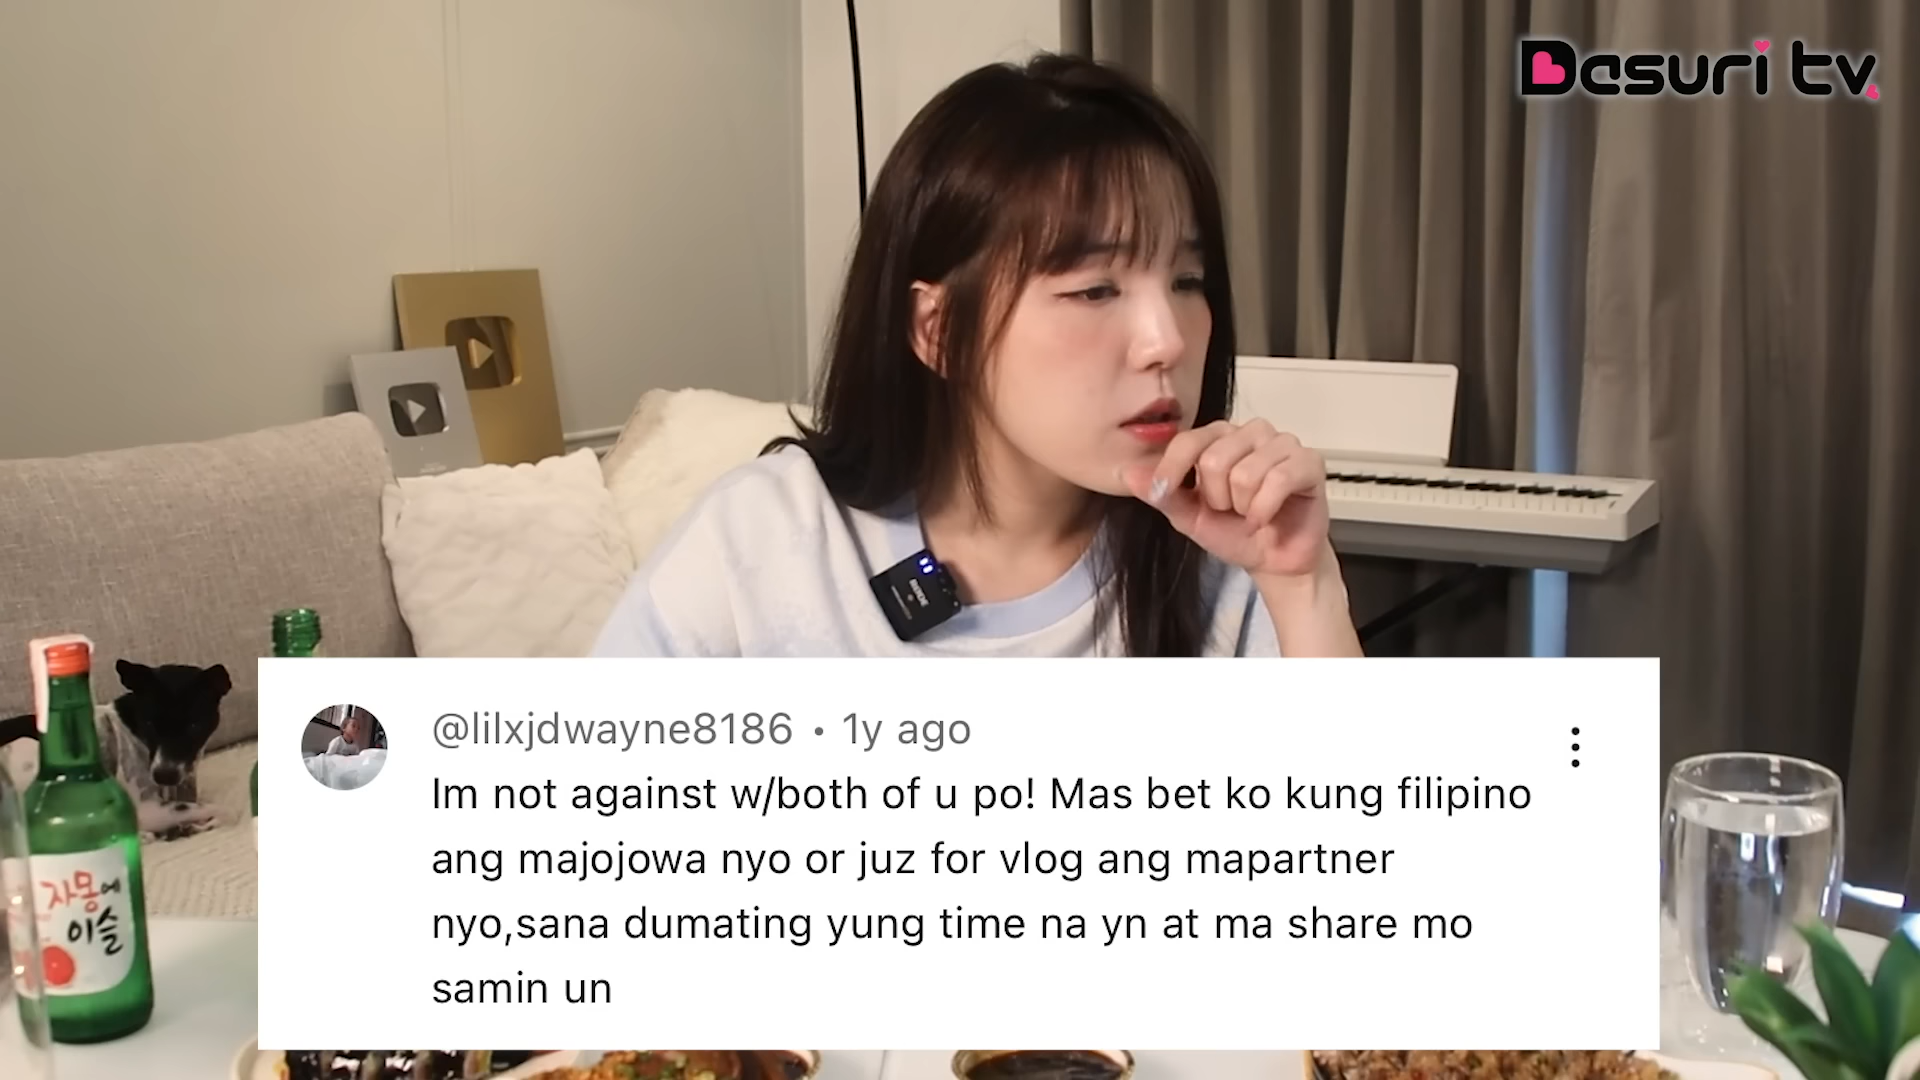 Dasuri tv
@lilxjdwayne8186 • 1y ago
Im not against w/both of u po! Mas bet ko kung filipino
ang majojowa nyo or juz for vlog ang mapartner
nyo,sana dumating yung time na yn at ma share mo
samin un
RODE
자몽에
이슬